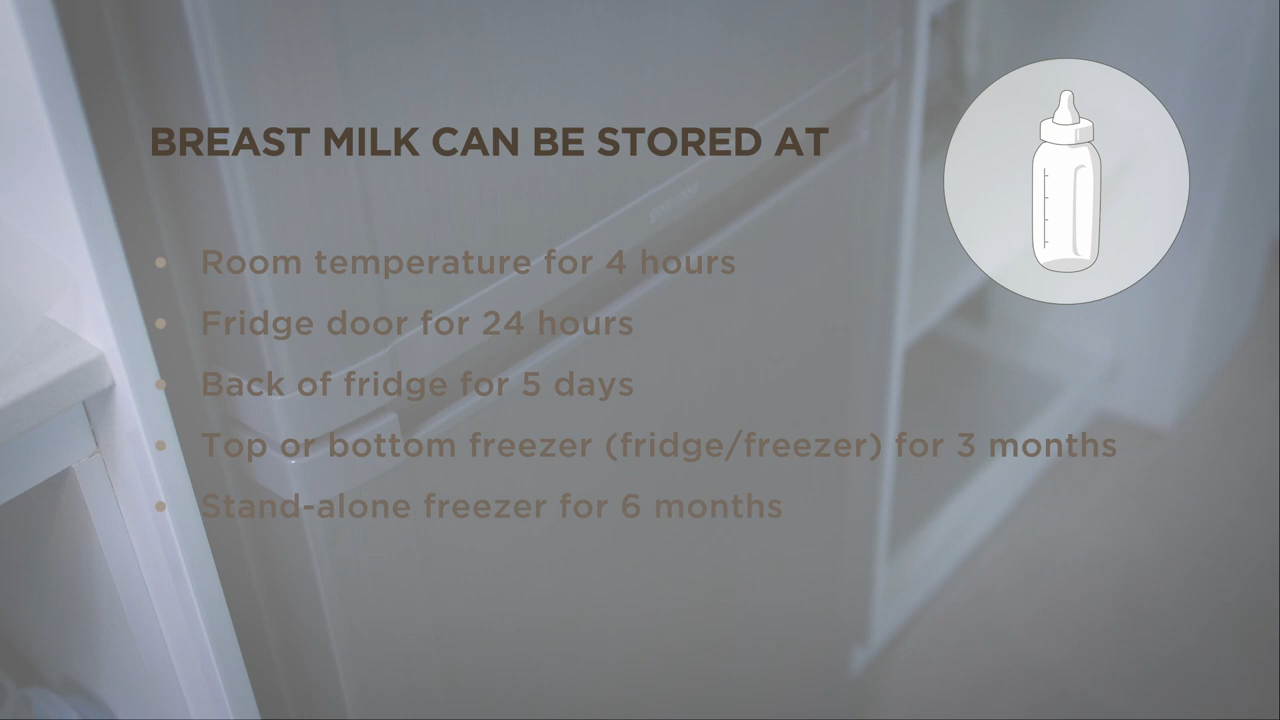 BREAST MILK CAN BE STORED AT
• Room temperature for 4 hours
• Fridge door for 24 hours
• Back of fridge for 5 days
• Top or bottom freezer (fridge/freezer) for 3 months
• Stand-alone freezer for 6 months